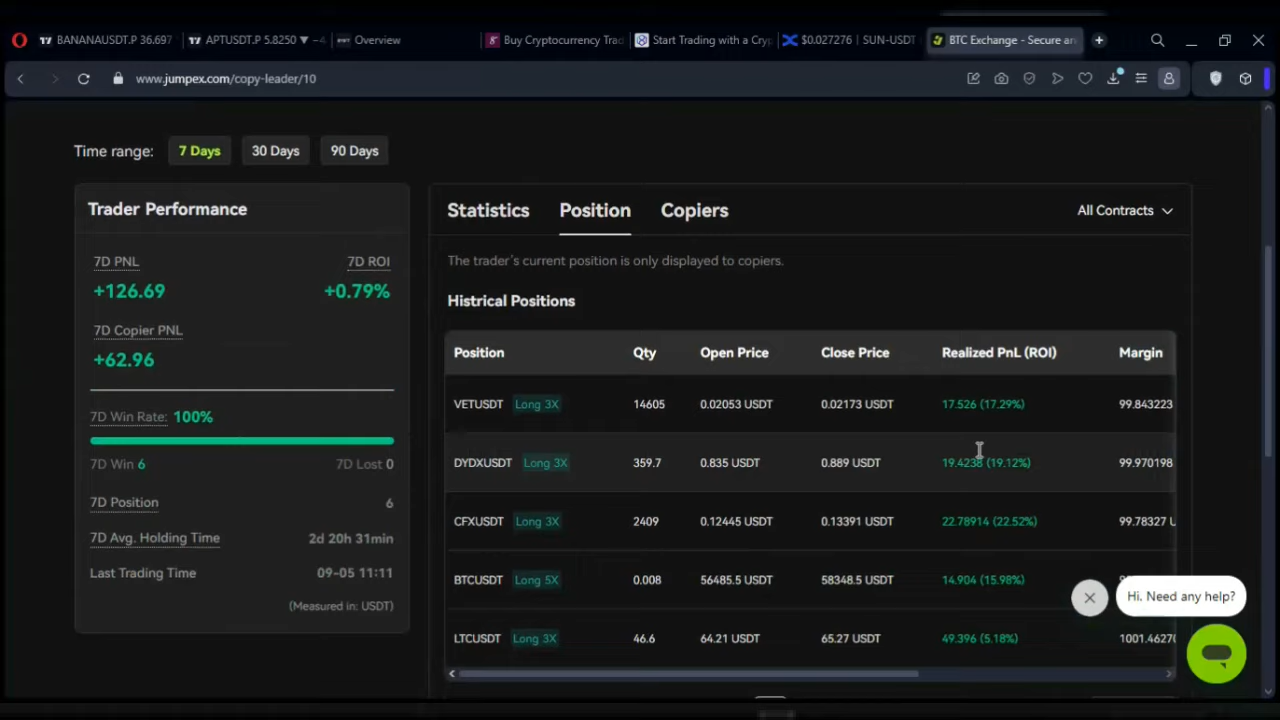 BANANAUSDT.P 36.697
APTUSDT.P 5.8250 ▼ −4
Overview
Buy Cryptocurrency Trad
Start Trading with a Cryp
$0.027276 | SUN-USDT
BTC Exchange - Secure an
www.jumpex.com/copy-leader/10
Time range: 7 Days 30 Days 90 Days
Trader Performance
7D PNL 7D ROI
+126.69 +0.79%
7D Copier PNL
+62.96
7D Win Rate: 100%
7D Win 6 7D Lost 0
7D Position 6
7D Avg. Holding Time 2d 20h 31min
Last Trading Time 09-05 11:11
(Measured in: USDT)
Statistics Position Copiers All Contracts
The trader's current position is only displayed to copiers.
Histrical Positions
Position Qty Open Price Close Price Realized PnL (ROI) Margin
VETUSDT Long 3X 14605 0.02053 USDT 0.02173 USDT 17.526 (17.29%) 99.843223
DYDXUSDT Long 3X 359.7 0.835 USDT 0.889 USDT 19.4238 (19.12%) 99.970198
CFXUSDT Long 3X 2409 0.12445 USDT 0.13391 USDT 22.78914 (22.52%) 99.78327 U
BTCUSDT Long 5X 0.008 56485.5 USDT 58348.5 USDT 14.904 (15.98%)
LTCUSDT Long 3X 46.6 64.21 USDT 65.27 USDT 49.396 (5.18%) 1001.4627
Hi. Need any help?